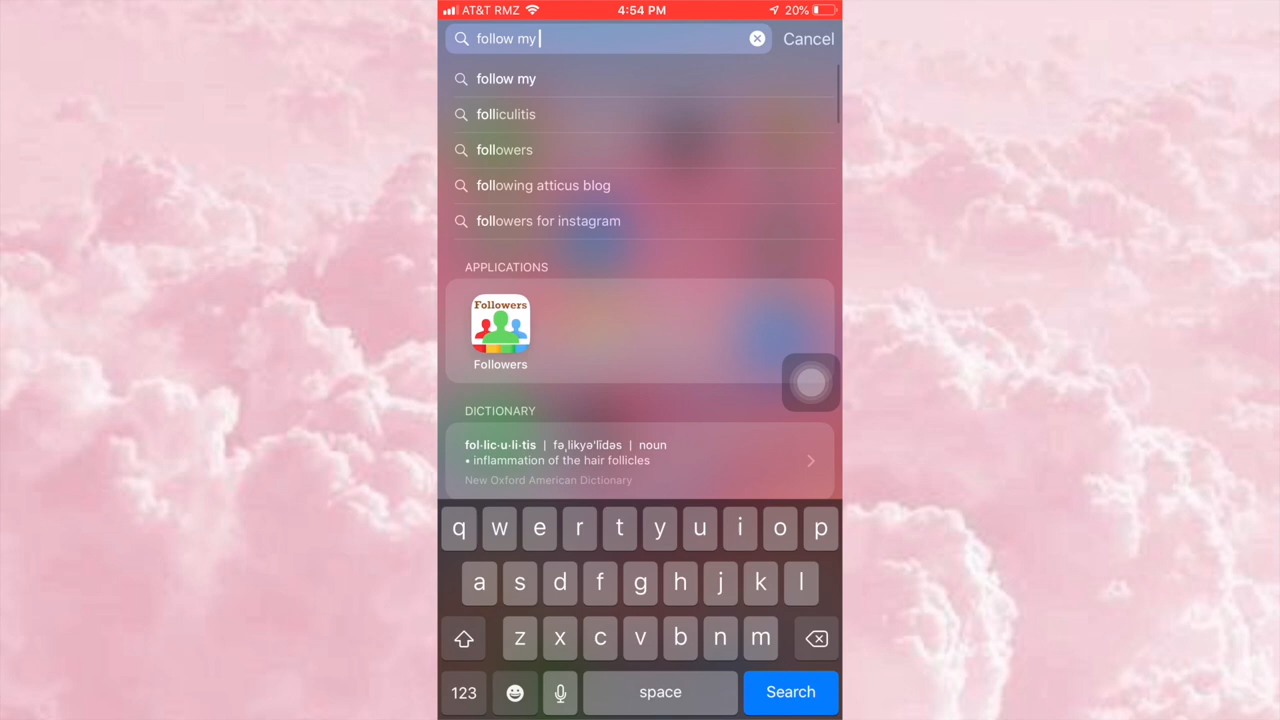 AT&T RMZ 4:54 PM 20%
follow my Cancel
follow my
folliculitis
followers
following atticus blog
followers for instagram
APPLICATIONS
Followers
Followers
DICTIONARY
fol·lic·u·li·tis | fəˌlikyəˈlīdəs | noun
• inflammation of the hair follicles
New Oxford American Dictionary
q w e r t y u i o p
a s d f g h j k l
z x c v b n m
123 space Search